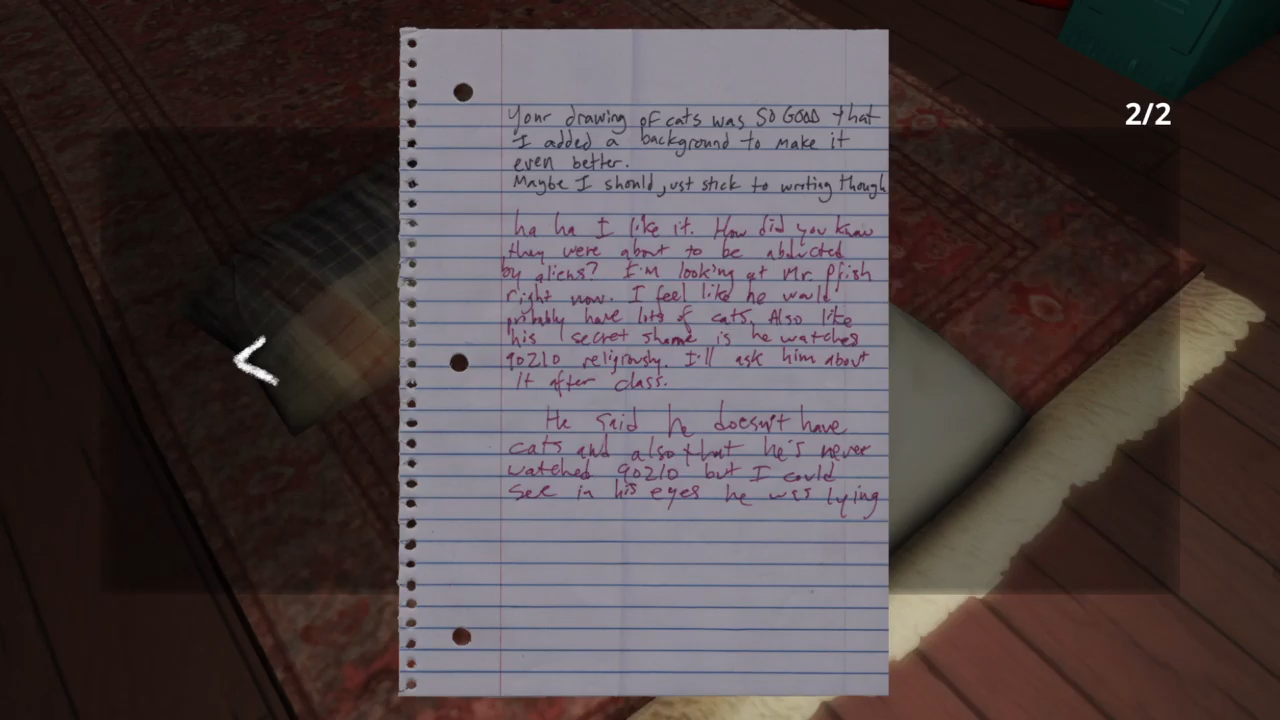 2/2
Your drawing of cats was SO GOOD that
I added a background to make it
even better.
Maybe I should just stick to writing though
ha ha I like it. How did you know
they were about to be abducted
by aliens? I'm looking at Mr. Pfish
right now. I feel like he would
probably have lots of cats. Also like
his secret shame is he watches
90210 religiously. I'll ask him about
it after class.
He said he doesn't have
cats and also that he's never
watched 90210 but I could
see in his eyes he was lying